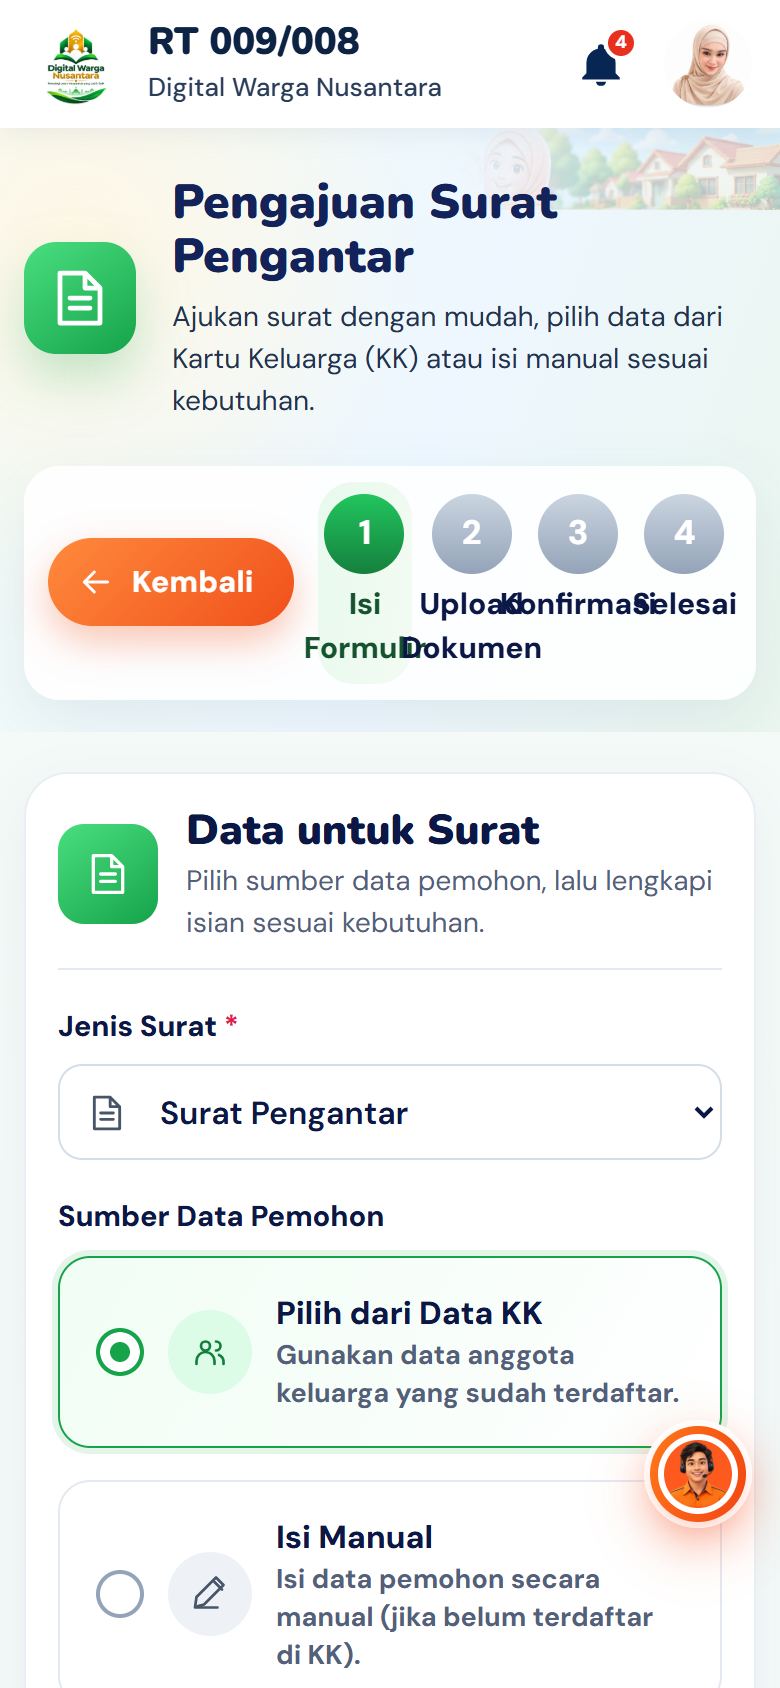 Digital Warga
Nusantara
RT 009/008
Digital Warga Nusantara
4
Pengajuan Surat
Pengantar
Ajukan surat dengan mudah, pilih data dari
Kartu Keluarga (KK) atau isi manual sesuai
kebutuhan.
Kembali
1
Isi
Formulir
2
Upload
Dokumen
3
Konfirmasi
4
Selesai
Data untuk Surat
Pilih sumber data pemohon, lalu lengkapi
isian sesuai kebutuhan.
Jenis Surat *
Surat Pengantar
Sumber Data Pemohon
Pilih dari Data KK
Gunakan data anggota
keluarga yang sudah terdaftar.
Isi Manual
Isi data pemohon secara
manual (jika belum terdaftar
di KK).